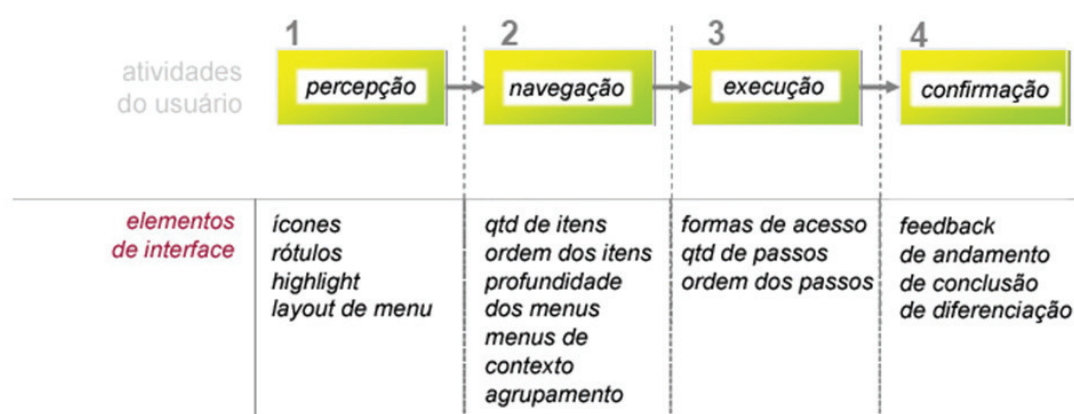 1
2
3
4
atividades
do usuário
percepção
navegação
execução
confirmação
elementos
de interface
ícones
rótulos
highlight
layout de menu
qtd de itens
ordem dos itens
profundidade
dos menus
menus de
contexto
agrupamento
formas de acesso
qtd de passos
ordem dos passos
feedback
de andamento
de conclusão
de diferenciação